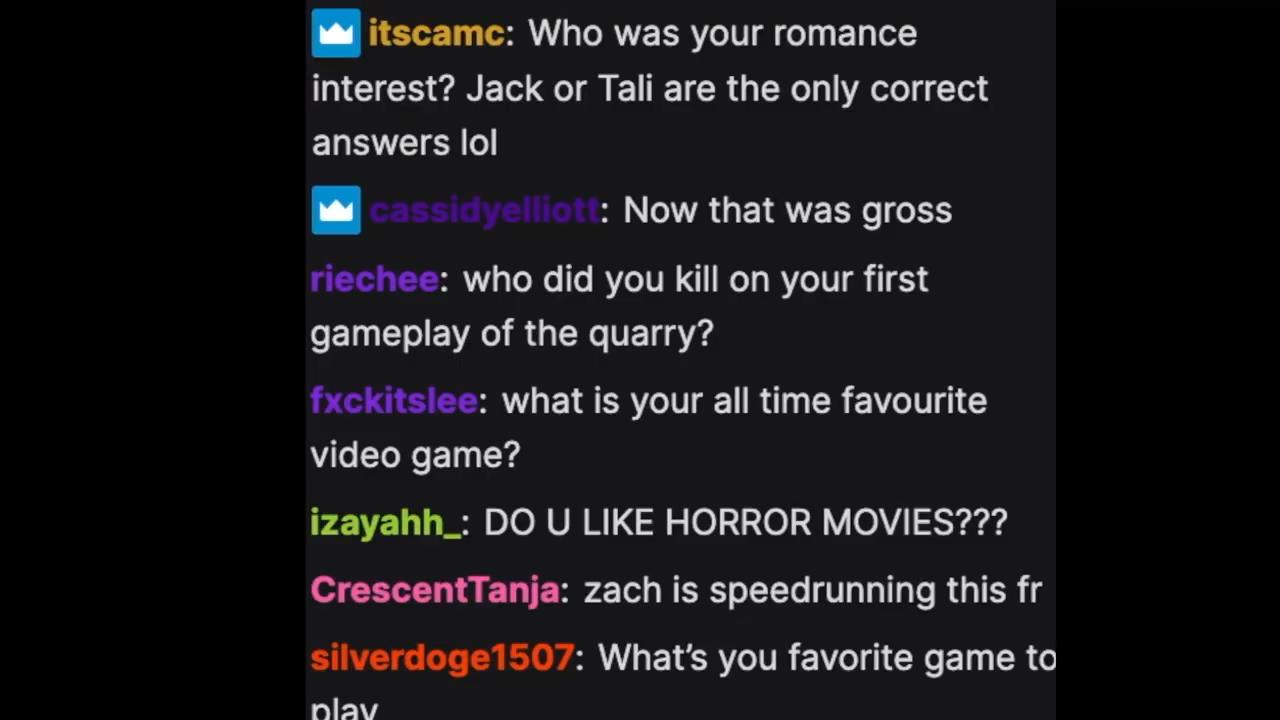 itscamc: Who was your romance
interest? Jack or Tali are the only correct
answers lol
cassidyelliott: Now that was gross
riechee: who did you kill on your first
gameplay of the quarry?
fxckitslee: what is your all time favourite
video game?
izayahh_: DO U LIKE HORROR MOVIES???
CrescentTanja: zach is speedrunning this fr
silverdoge1507: What's you favorite game to
play